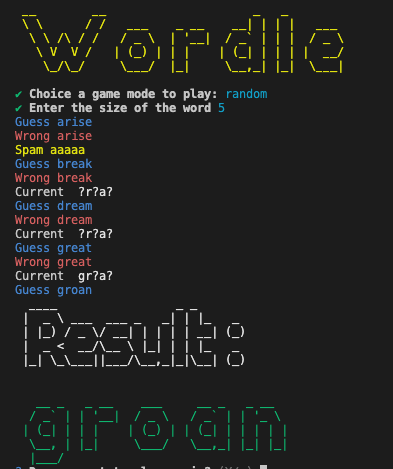 Wordle
✔ Choice a game mode to play: random
✔ Enter the size of the word 5
Guess arise
Wrong arise
Spam aaaaa
Guess break
Wrong break
Current ?r?a?
Guess dream
Wrong dream
Current ?r?a?
Guess great
Wrong great
Current gr?a?
Guess groan
Result:
groan